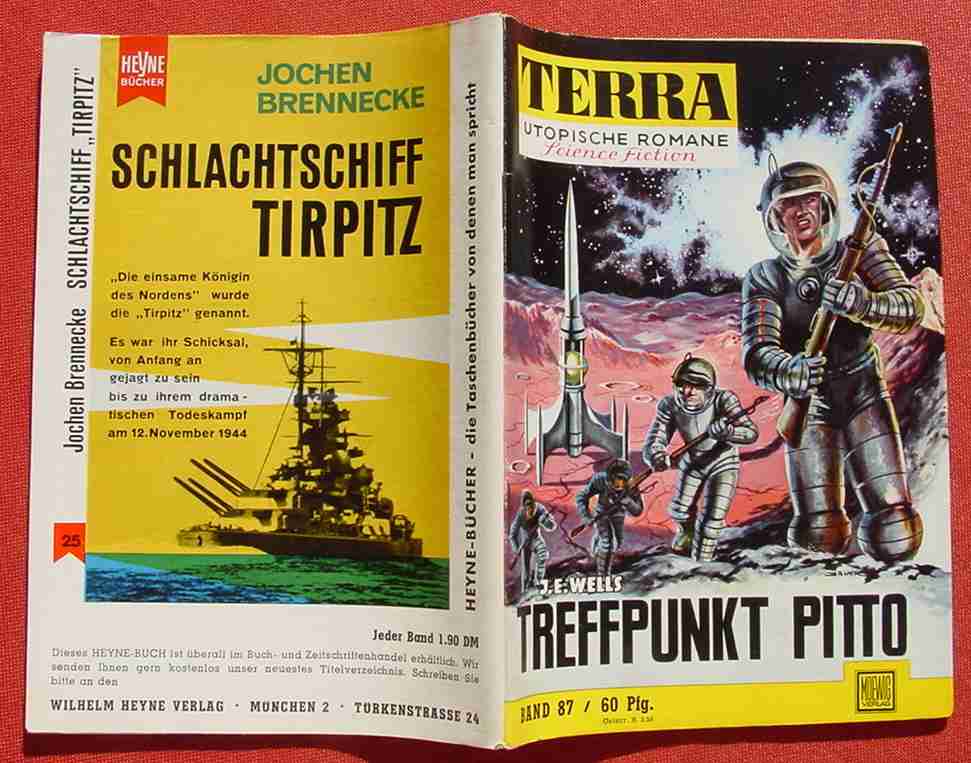 HEYNE
BÜCHER
JOCHEN
BRENNECKE
SCHLACHTSCHIFF
TIRPITZ
„Die einsame Königin
des Nordens" wurde
die „Tirpitz" genannt.
Es war ihr Schicksal,
von Anfang an
gejagt zu sein
bis zu ihrem drama-
tischen Todeskampf
am 12. November 1944
Jochen Brennecke SCHLACHTSCHIFF „TIRPITZ"
25
HEYNE-BÜCHER - die Taschenbücher von denen man spricht
Jeder Band 1.90 DM
Dieses HEYNE-BUCH ist überall im Buch- und Zeitschriftenhandel erhältlich. Wir
senden Ihnen gern kostenlos unser neuestes Titelverzeichnis. Schreiben Sie
bitte an den
WILHELM HEYNE VERLAG · MÜNCHEN 2 · TÜRKENSTRASSE 24
TERRA
UTOPISCHE ROMANE
Science Fiction
J. E. WELLS
TREFFPUNKT PITTO
BAND 87 / 60 Pfg.
Oesterr. S 3.50
MOEWIG
VERLAG